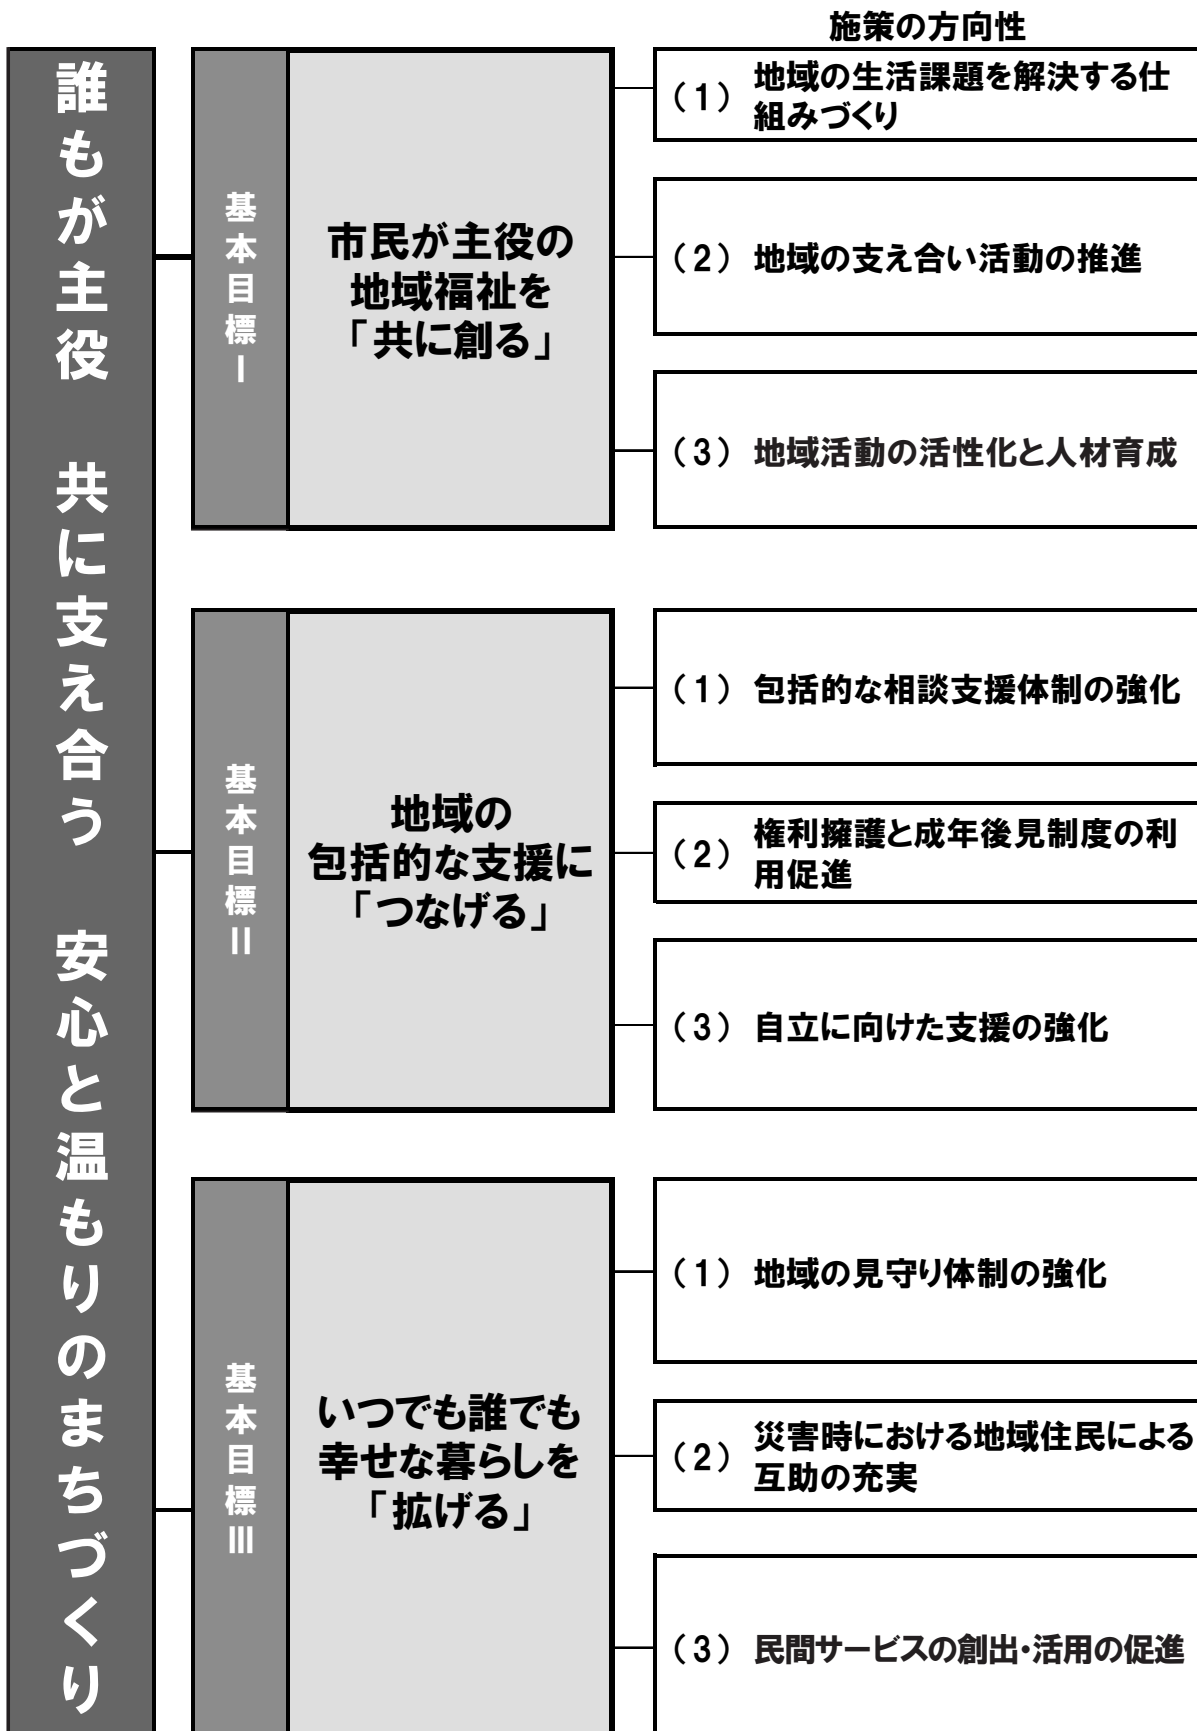 施策の方向性
誰もが主役　共に支え合う　安心と温もりのまちづくり
基本目標Ⅰ
市民が主役の
地域福祉を
「共に創る」
（1）地域の生活課題を解決する仕
組みづくり
（2）地域の支え合い活動の推進
（3）地域活動の活性化と人材育成
基本目標Ⅱ
地域の
包括的な支援に
「つなげる」
（1）包括的な相談支援体制の強化
（2）権利擁護と成年後見制度の利
用促進
（3）自立に向けた支援の強化
基本目標Ⅲ
いつでも誰でも
幸せな暮らしを
「拡げる」
（1）地域の見守り体制の強化
（2）災害時における地域住民による
互助の充実
（3）民間サービスの創出・活用の促進